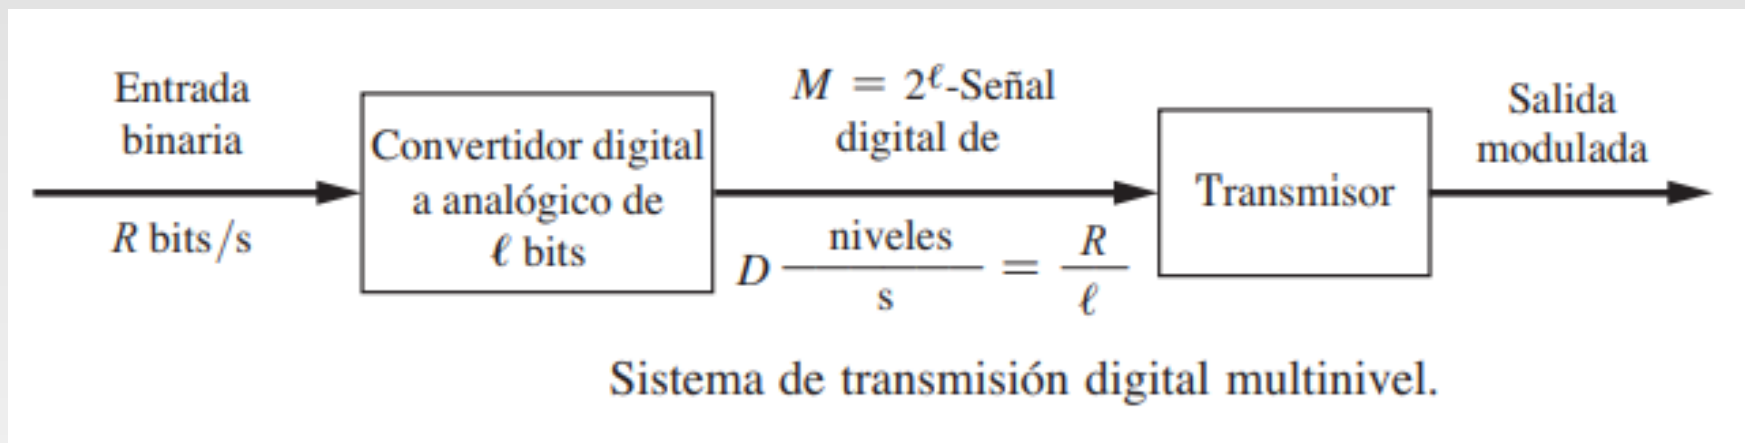 Entrada
binaria
R bits/s
Convertidor digital
a analógico de
ℓ bits
M = 2^ℓ-Señal
digital de
D niveles/s = R/ℓ
Transmisor
Salida
modulada
Sistema de transmisión digital multinivel.